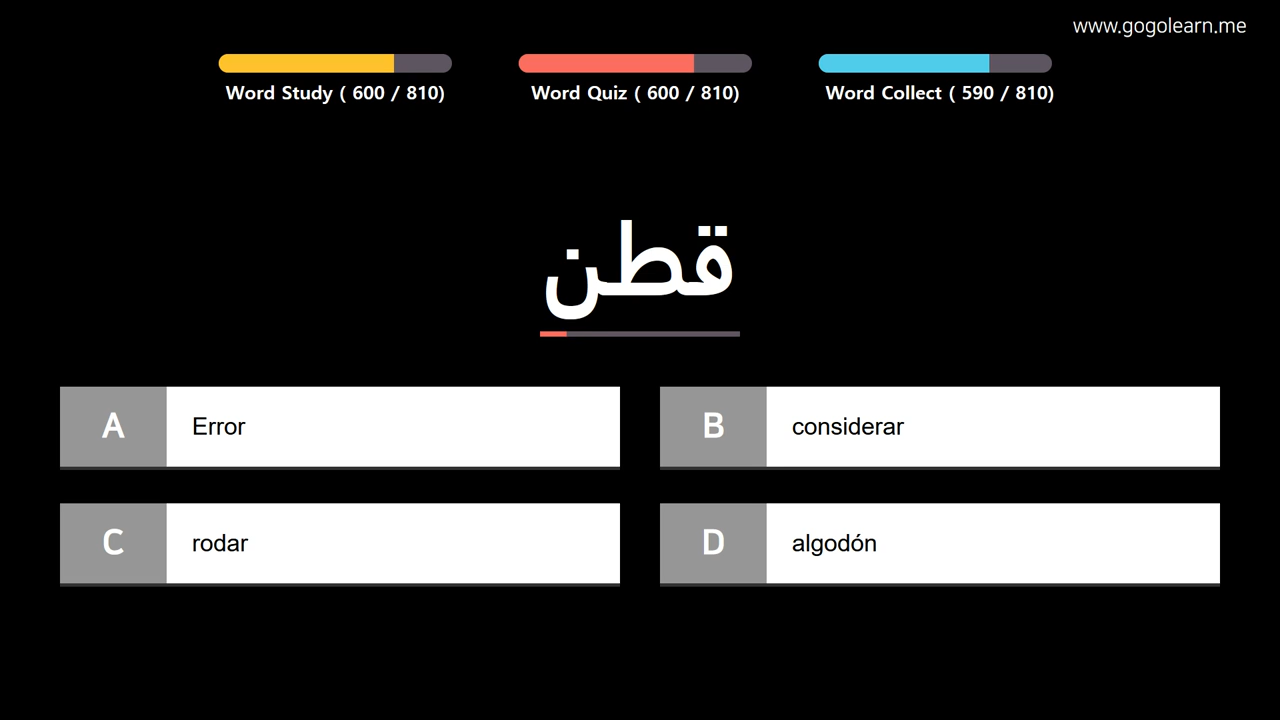 www.gogolearn.me
Word Study ( 600 / 810)
Word Quiz ( 600 / 810)
Word Collect ( 590 / 810)
قطن
A Error
B considerar
C rodar
D algodón